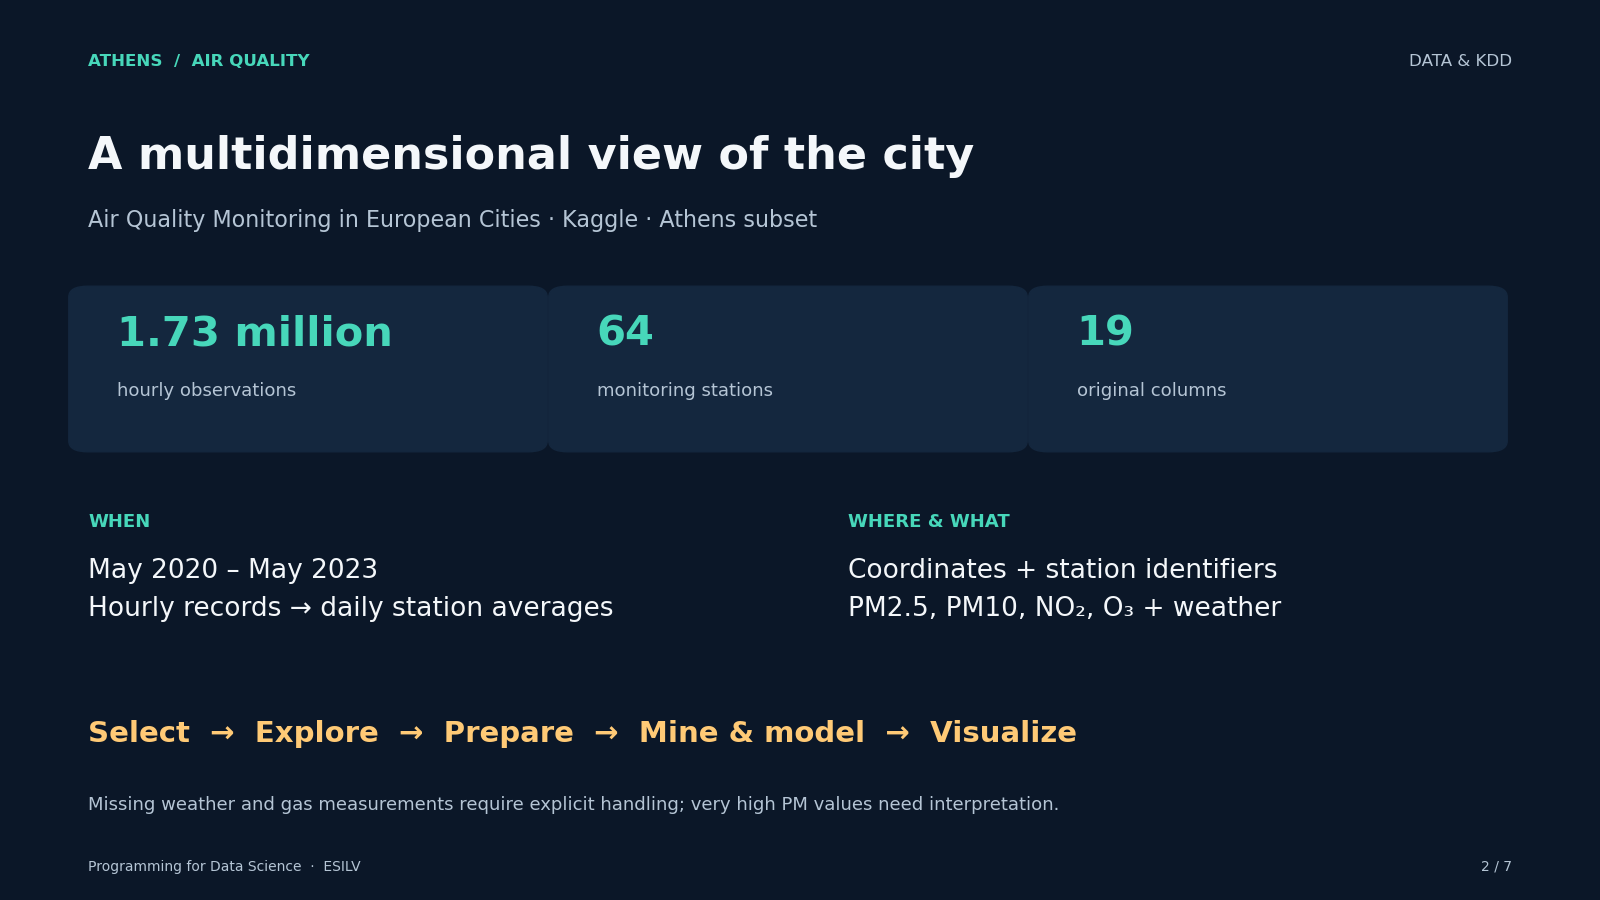 ATHENS / AIR QUALITY
DATA & KDD
A multidimensional view of the city
Air Quality Monitoring in European Cities · Kaggle · Athens subset
1.73 million
hourly observations
64
monitoring stations
19
original columns
WHEN
May 2020 – May 2023
Hourly records → daily station averages
WHERE & WHAT
Coordinates + station identifiers
PM2.5, PM10, NO₂, O₃ + weather
Select → Explore → Prepare → Mine & model → Visualize
Missing weather and gas measurements require explicit handling; very high PM values need interpretation.
Programming for Data Science · ESILV
2 / 7